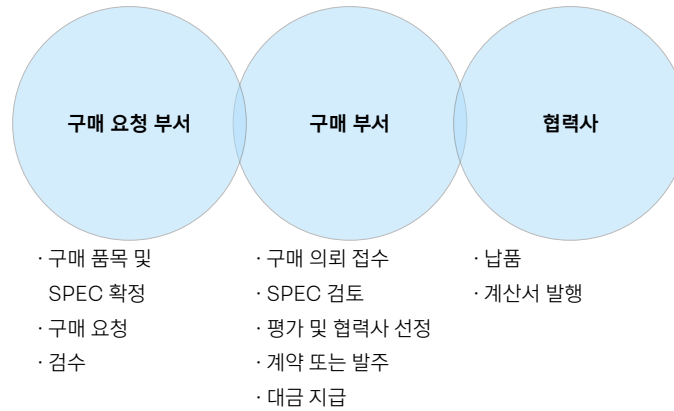 구매 요청 부서
구매 부서
협력사
· 구매 품목 및
SPEC 확정
· 구매 요청
· 검수
· 구매 의뢰 접수
· SPEC 검토
· 평가 및 협력사 선정
· 계약 또는 발주
· 대금 지급
· 납품
· 계산서 발행